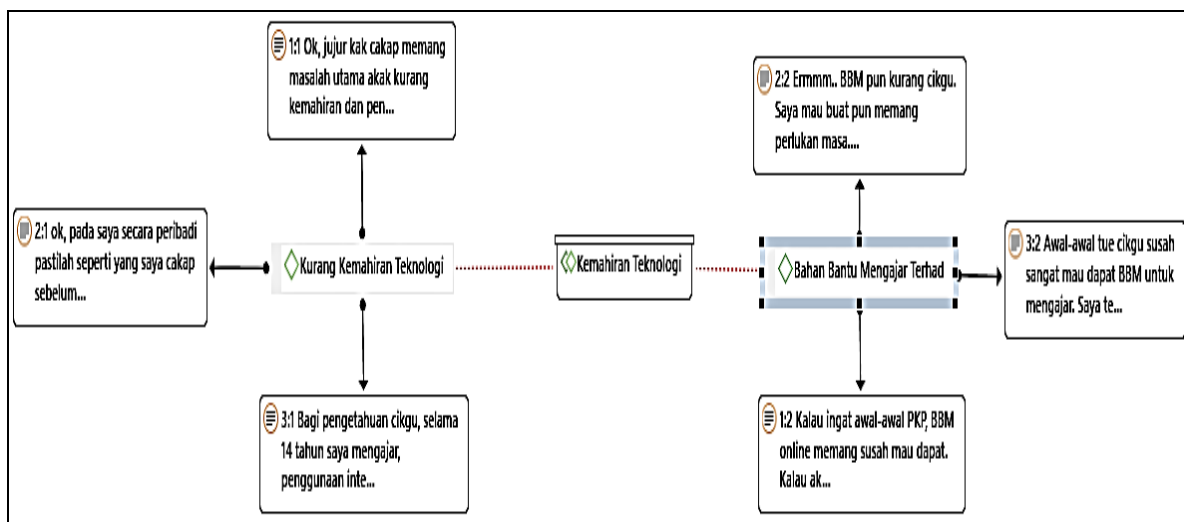 1:1 Ok, jujur kak cakap memang
masalah utama akak kurang
kemahiran dan pen...
2:2 Ermmm.. BBM pun kurang cikgu.
Saya mau buat pun memang
perlukan masa....
2:1 ok, pada saya secara peribadi
pastilah seperti yang saya cakap
sebelum...
Kurang Kemahiran Teknologi
Kemahiran Teknologi
Bahan Bantu Mengajar Terhad
3:2 Awal-awal tue cikgu susah
sangat mau dapat BBM untuk
mengajar. Saya te...
3:1 Bagi pengetahuan cikgu, selama
14 tahun saya mengajar,
penggunaan inte...
1:2 Kalau ingat awal-awal PKP, BBM
online memang susah mau dapat.
Kalau ak...